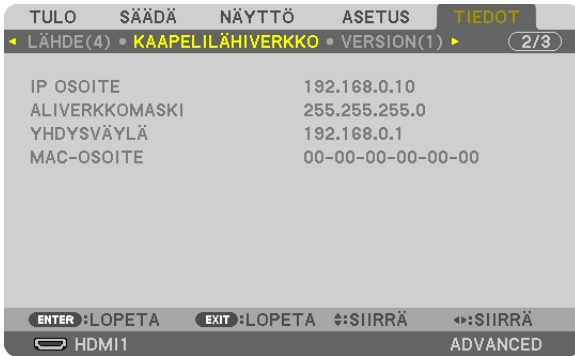 TULO SÄÄDÄ NÄYTTÖ ASETUS TIEDOT
◂ LÄHDE(4) • KAAPELILÄHIVERKKO • VERSION(1) ▸ 2/3
IP OSOITE 192.168.0.10
ALIVERKKOMASKI 255.255.255.0
YHDYSVÄYLÄ 192.168.0.1
MAC-OSOITE 00-00-00-00-00-00
ENTER :LOPETA EXIT :LOPETA ▴▾:SIIRRÄ ◂▸:SIIRRÄ
HDMI1 ADVANCED